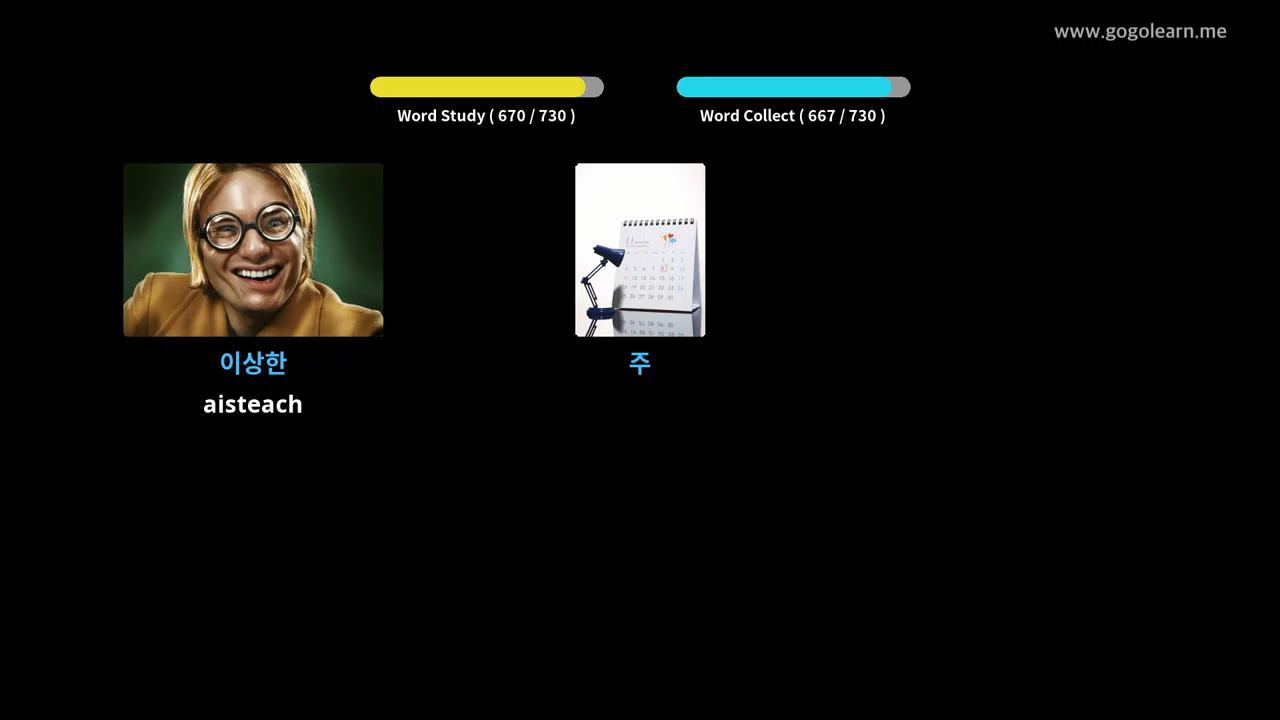 www.gogolearn.me
Word Study ( 670 / 730 )
Word Collect ( 667 / 730 )
이상한
주
aisteach